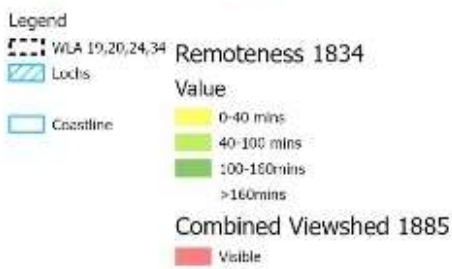 Legend
WLA 19,20,24,34
Lochs
Coastline
Remoteness 1834
Value
0-40 mins
40-100 mins
100-160mins
>160mins
Combined Viewshed 1885
Visible